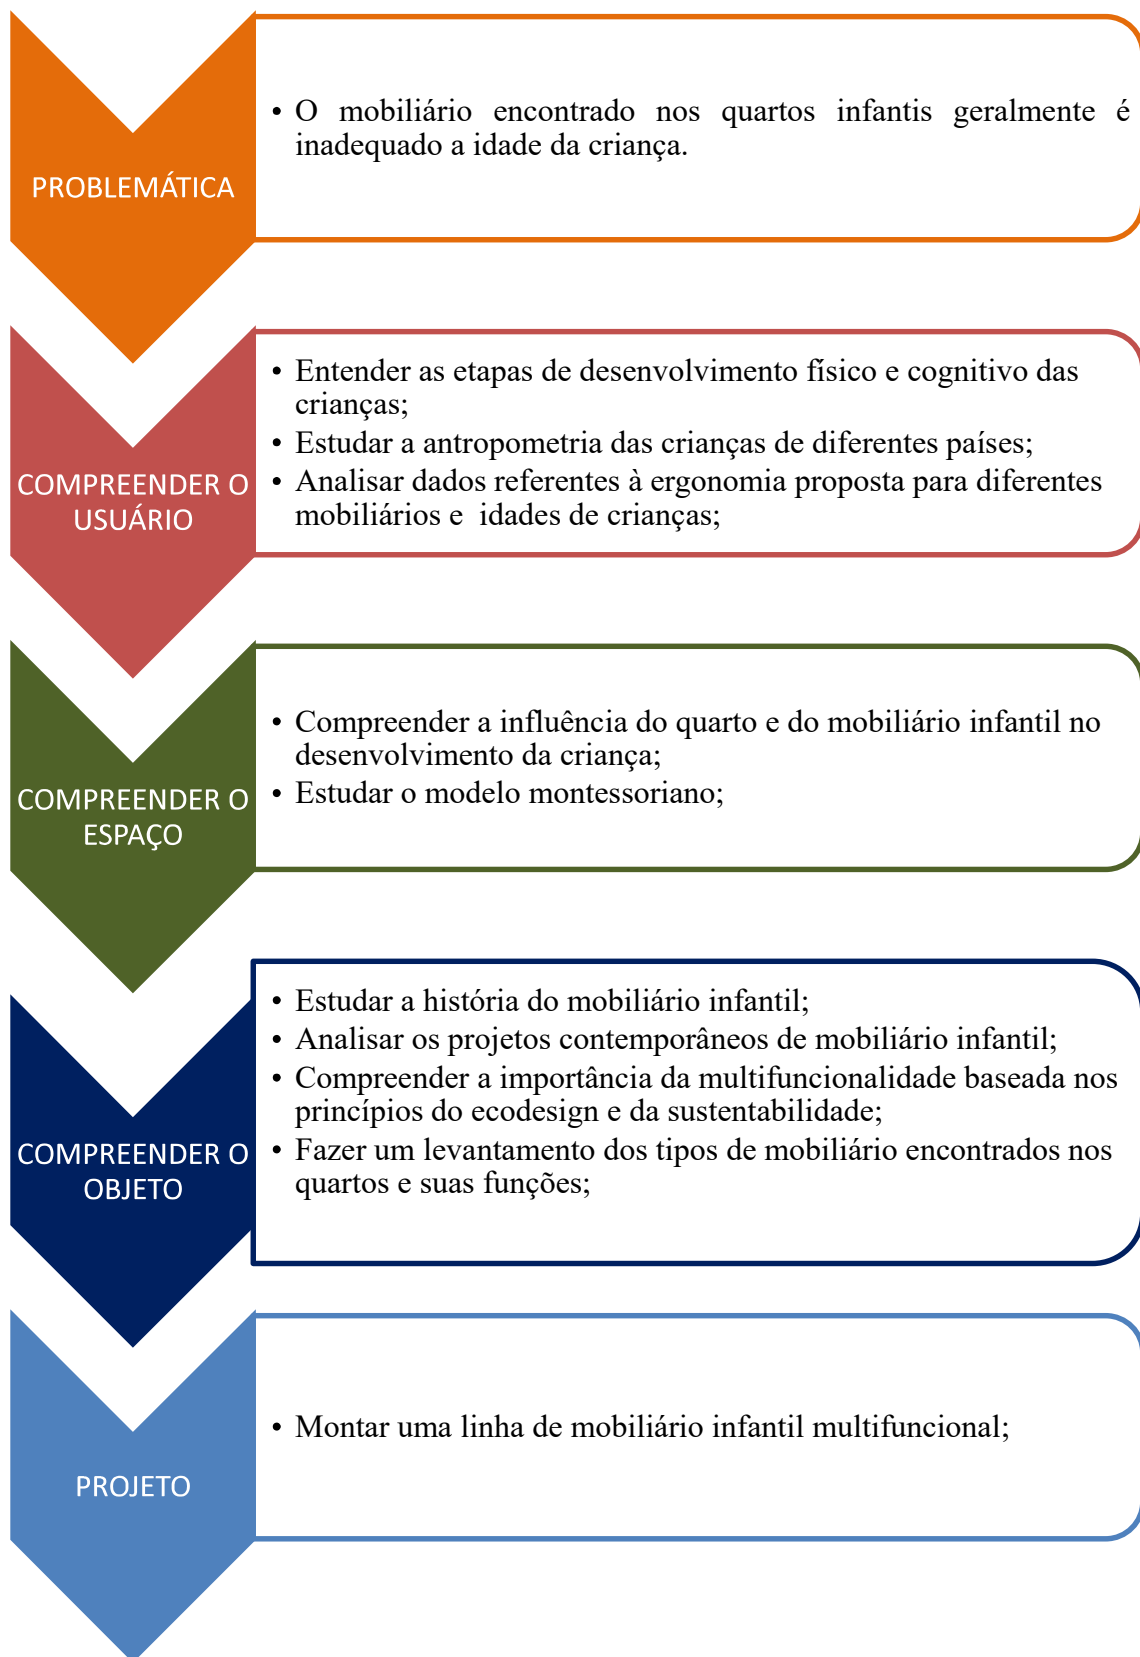 PROBLEMÁTICA
• O mobiliário encontrado nos quartos infantis geralmente é
inadequado a idade da criança.
COMPREENDER O
USUÁRIO
• Entender as etapas de desenvolvimento físico e cognitivo das
crianças;
• Estudar a antropometria das crianças de diferentes países;
• Analisar dados referentes à ergonomia proposta para diferentes
mobiliários e  idades de crianças;
COMPREENDER O
ESPAÇO
• Compreender a influência do quarto e do mobiliário infantil no
desenvolvimento da criança;
• Estudar o modelo montessoriano;
COMPREENDER O
OBJETO
• Estudar a história do mobiliário infantil;
• Analisar os projetos contemporâneos de mobiliário infantil;
• Compreender a importância da multifuncionalidade baseada nos
princípios do ecodesign e da sustentabilidade;
• Fazer um levantamento dos tipos de mobiliário encontrados nos
quartos e suas funções;
PROJETO
• Montar uma linha de mobiliário infantil multifuncional;